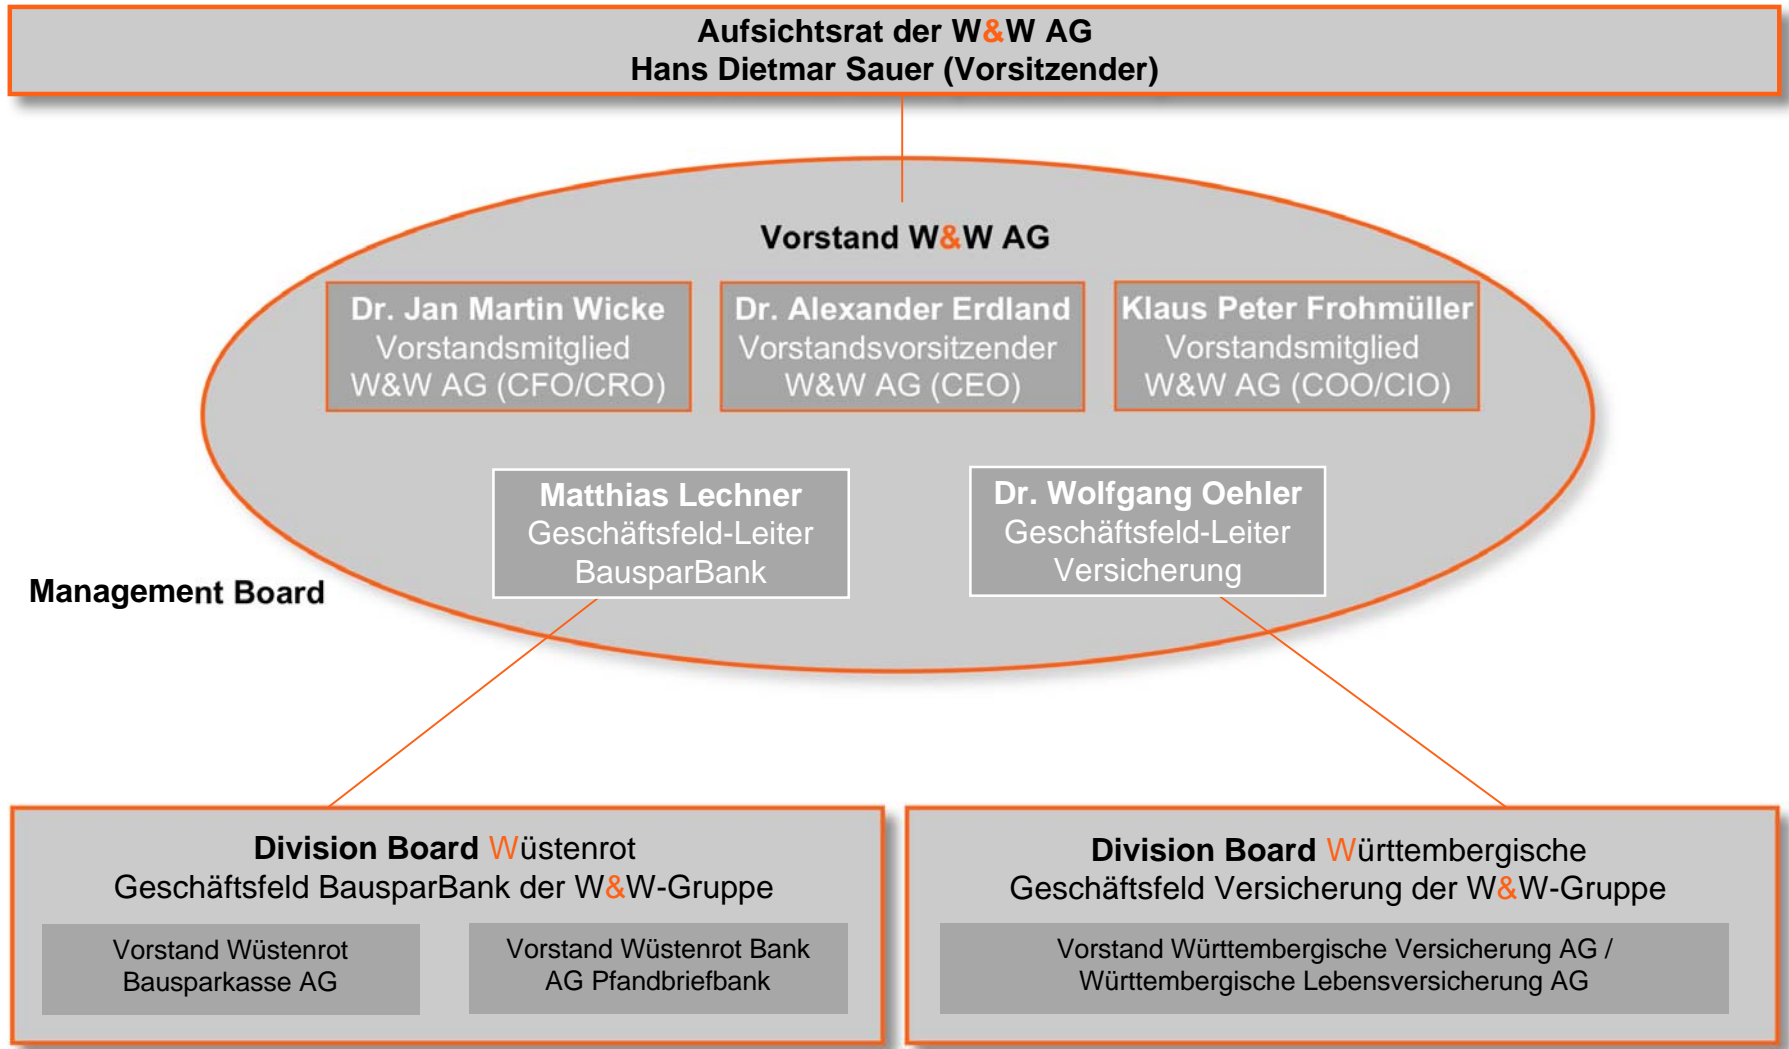 Aufsichtsrat der W&W AG
Hans Dietmar Sauer (Vorsitzender)
Vorstand W&W AG
Dr. Jan Martin Wicke
Vorstandsmitglied
W&W AG (CFO/CRO)
Dr. Alexander Erdland
Vorstandsvorsitzender
W&W AG (CEO)
Klaus Peter Frohmüller
Vorstandsmitglied
W&W AG (COO/CIO)
Matthias Lechner
Geschäftsfeld-Leiter
BausparBank
Dr. Wolfgang Oehler
Geschäftsfeld-Leiter
Versicherung
Management Board
Division Board Wüstenrot
Geschäftsfeld BausparBank der W&W-Gruppe
Vorstand Wüstenrot
Bausparkasse AG
Vorstand Wüstenrot Bank
AG Pfandbriefbank
Division Board Württembergische
Geschäftsfeld Versicherung der W&W-Gruppe
Vorstand Württembergische Versicherung AG /
Württembergische Lebensversicherung AG